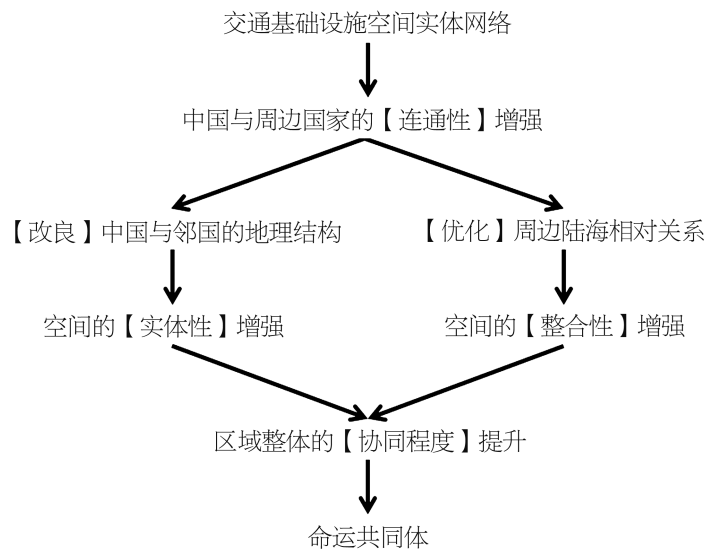 交通基础设施空间实体网络
中国与周边国家的【连通性】增强
【改良】中国与邻国的地理结构
【优化】周边陆海相对关系
空间的【实体性】增强
空间的【整合性】增强
区域整体的【协同程度】提升
命运共同体